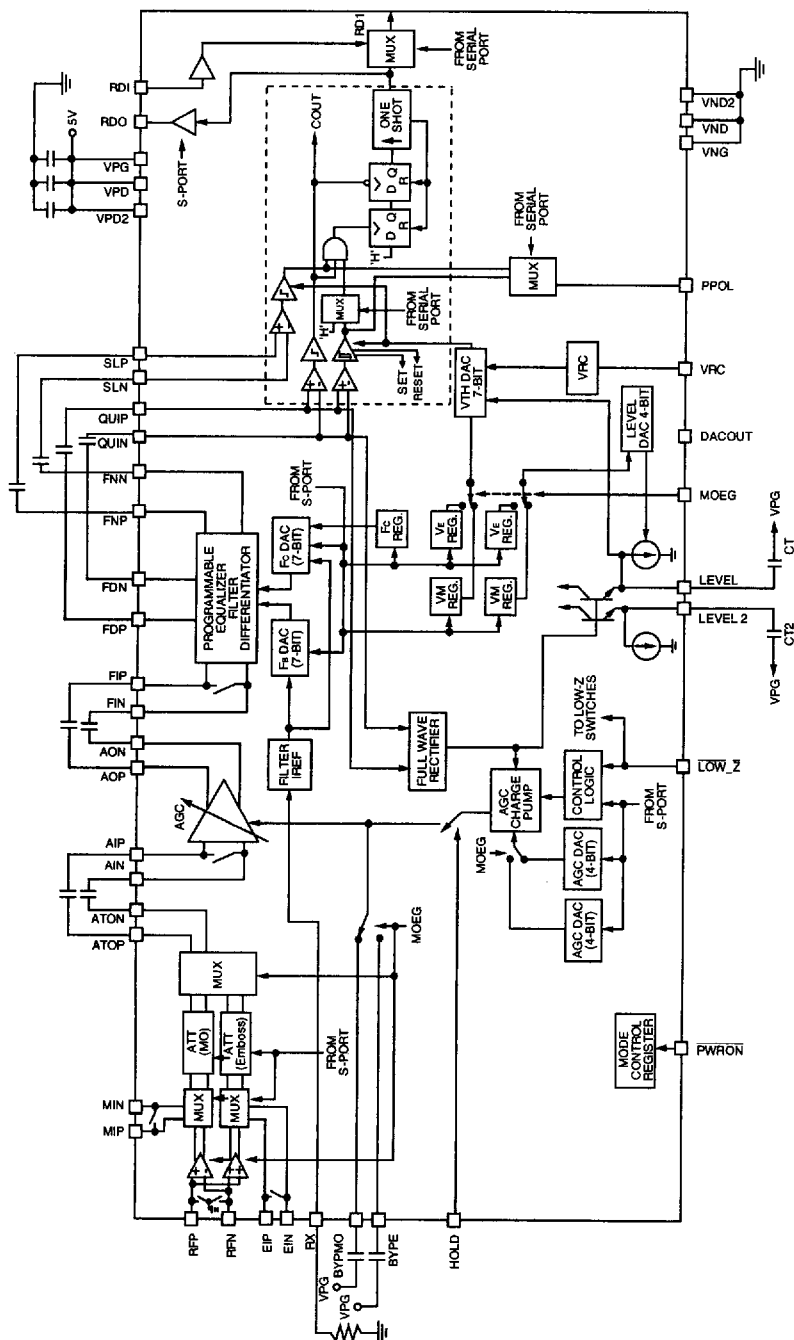 RDI
RDO
VPG
VPD
VPD2
5V
S-PORT
RD1
MUX
FROM
SERIAL
PORT
ONE
SHOT
COUT
D Q
R
D Q
R
'H'
'H'
MUX
FROM
SERIAL
PORT
SET
RESET
VND2
VND
VNG
FROM
SERIAL
PORT
MUX
PPOL
SLP
SLN
QUIP
QUIN
FNN
FNP
FDN
FDP
FIP
FIN
AON
AOP
AIP
AIN
ATON
ATOP
PROGRAMMABLE
EQUALIZER
FILTER
DIFFERENTIATOR
FROM
S-PORT
FC DAC
(7-BIT)
FB DAC
(7-BIT)
FC
REG.
VE
REG.
VE
REG.
VM
REG.
VM
REG.
VTH DAC
7-BIT
VRC
VRC
LEVEL
DAC 4-BIT
DACOUT
MOEG
VPG
CT
LEVEL
LEVEL 2
CT2
VPG
FILTER
IREF
FULL WAVE
RECTIFIER
AGC
AGC
CHARGE
PUMP
TO LOW-Z
SWITCHES
CONTROL
LOGIC
LOW_Z
FROM
S-PORT
MOEG
AGC DAC
(4-BIT)
AGC DAC
(4-BIT)
MUX
ATT
(MO)
ATT
(Emboss)
MUX
MUX
FROM
S-PORT
MOEG
MIN
MIP
RFP
RFN
EIP
EIN
RX
BYPMO
BYPE
VPG
VPG
HOLD
MODE
CONTROL
REGISTER
PWRON